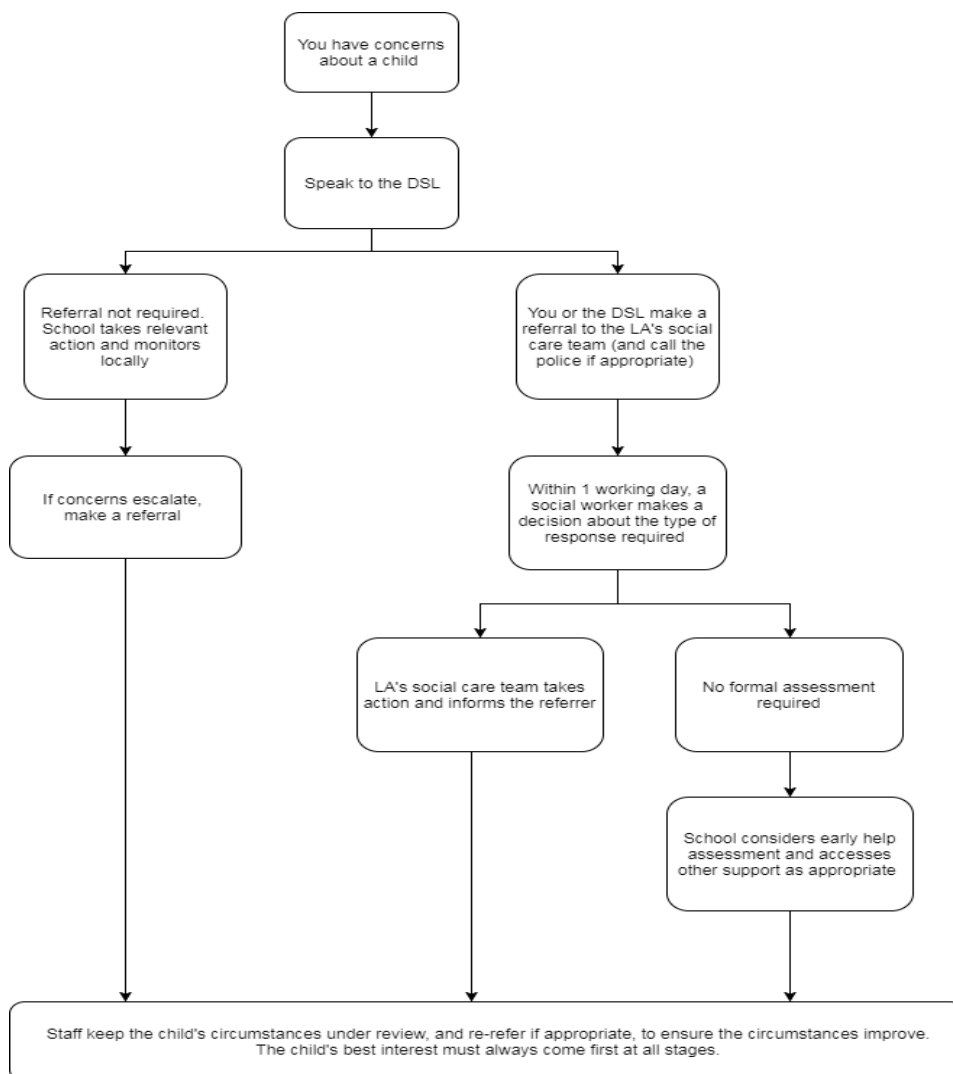 You have concerns
about a child
Speak to the DSL
Referral not required.
School takes relevant
action and monitors
locally
You or the DSL make a
referral to the LA's social
care team (and call the
police if appropriate)
If concerns escalate,
make a referral
Within 1 working day, a
social worker makes a
decision about the type of
response required
LA's social care team takes
action and informs the referrer
No formal assessment
required
School considers early help
assessment and accesses
other support as appropriate
Staff keep the child's circumstances under review, and re-refer if appropriate, to ensure the circumstances improve.
The child's best interest must always come first at all stages.